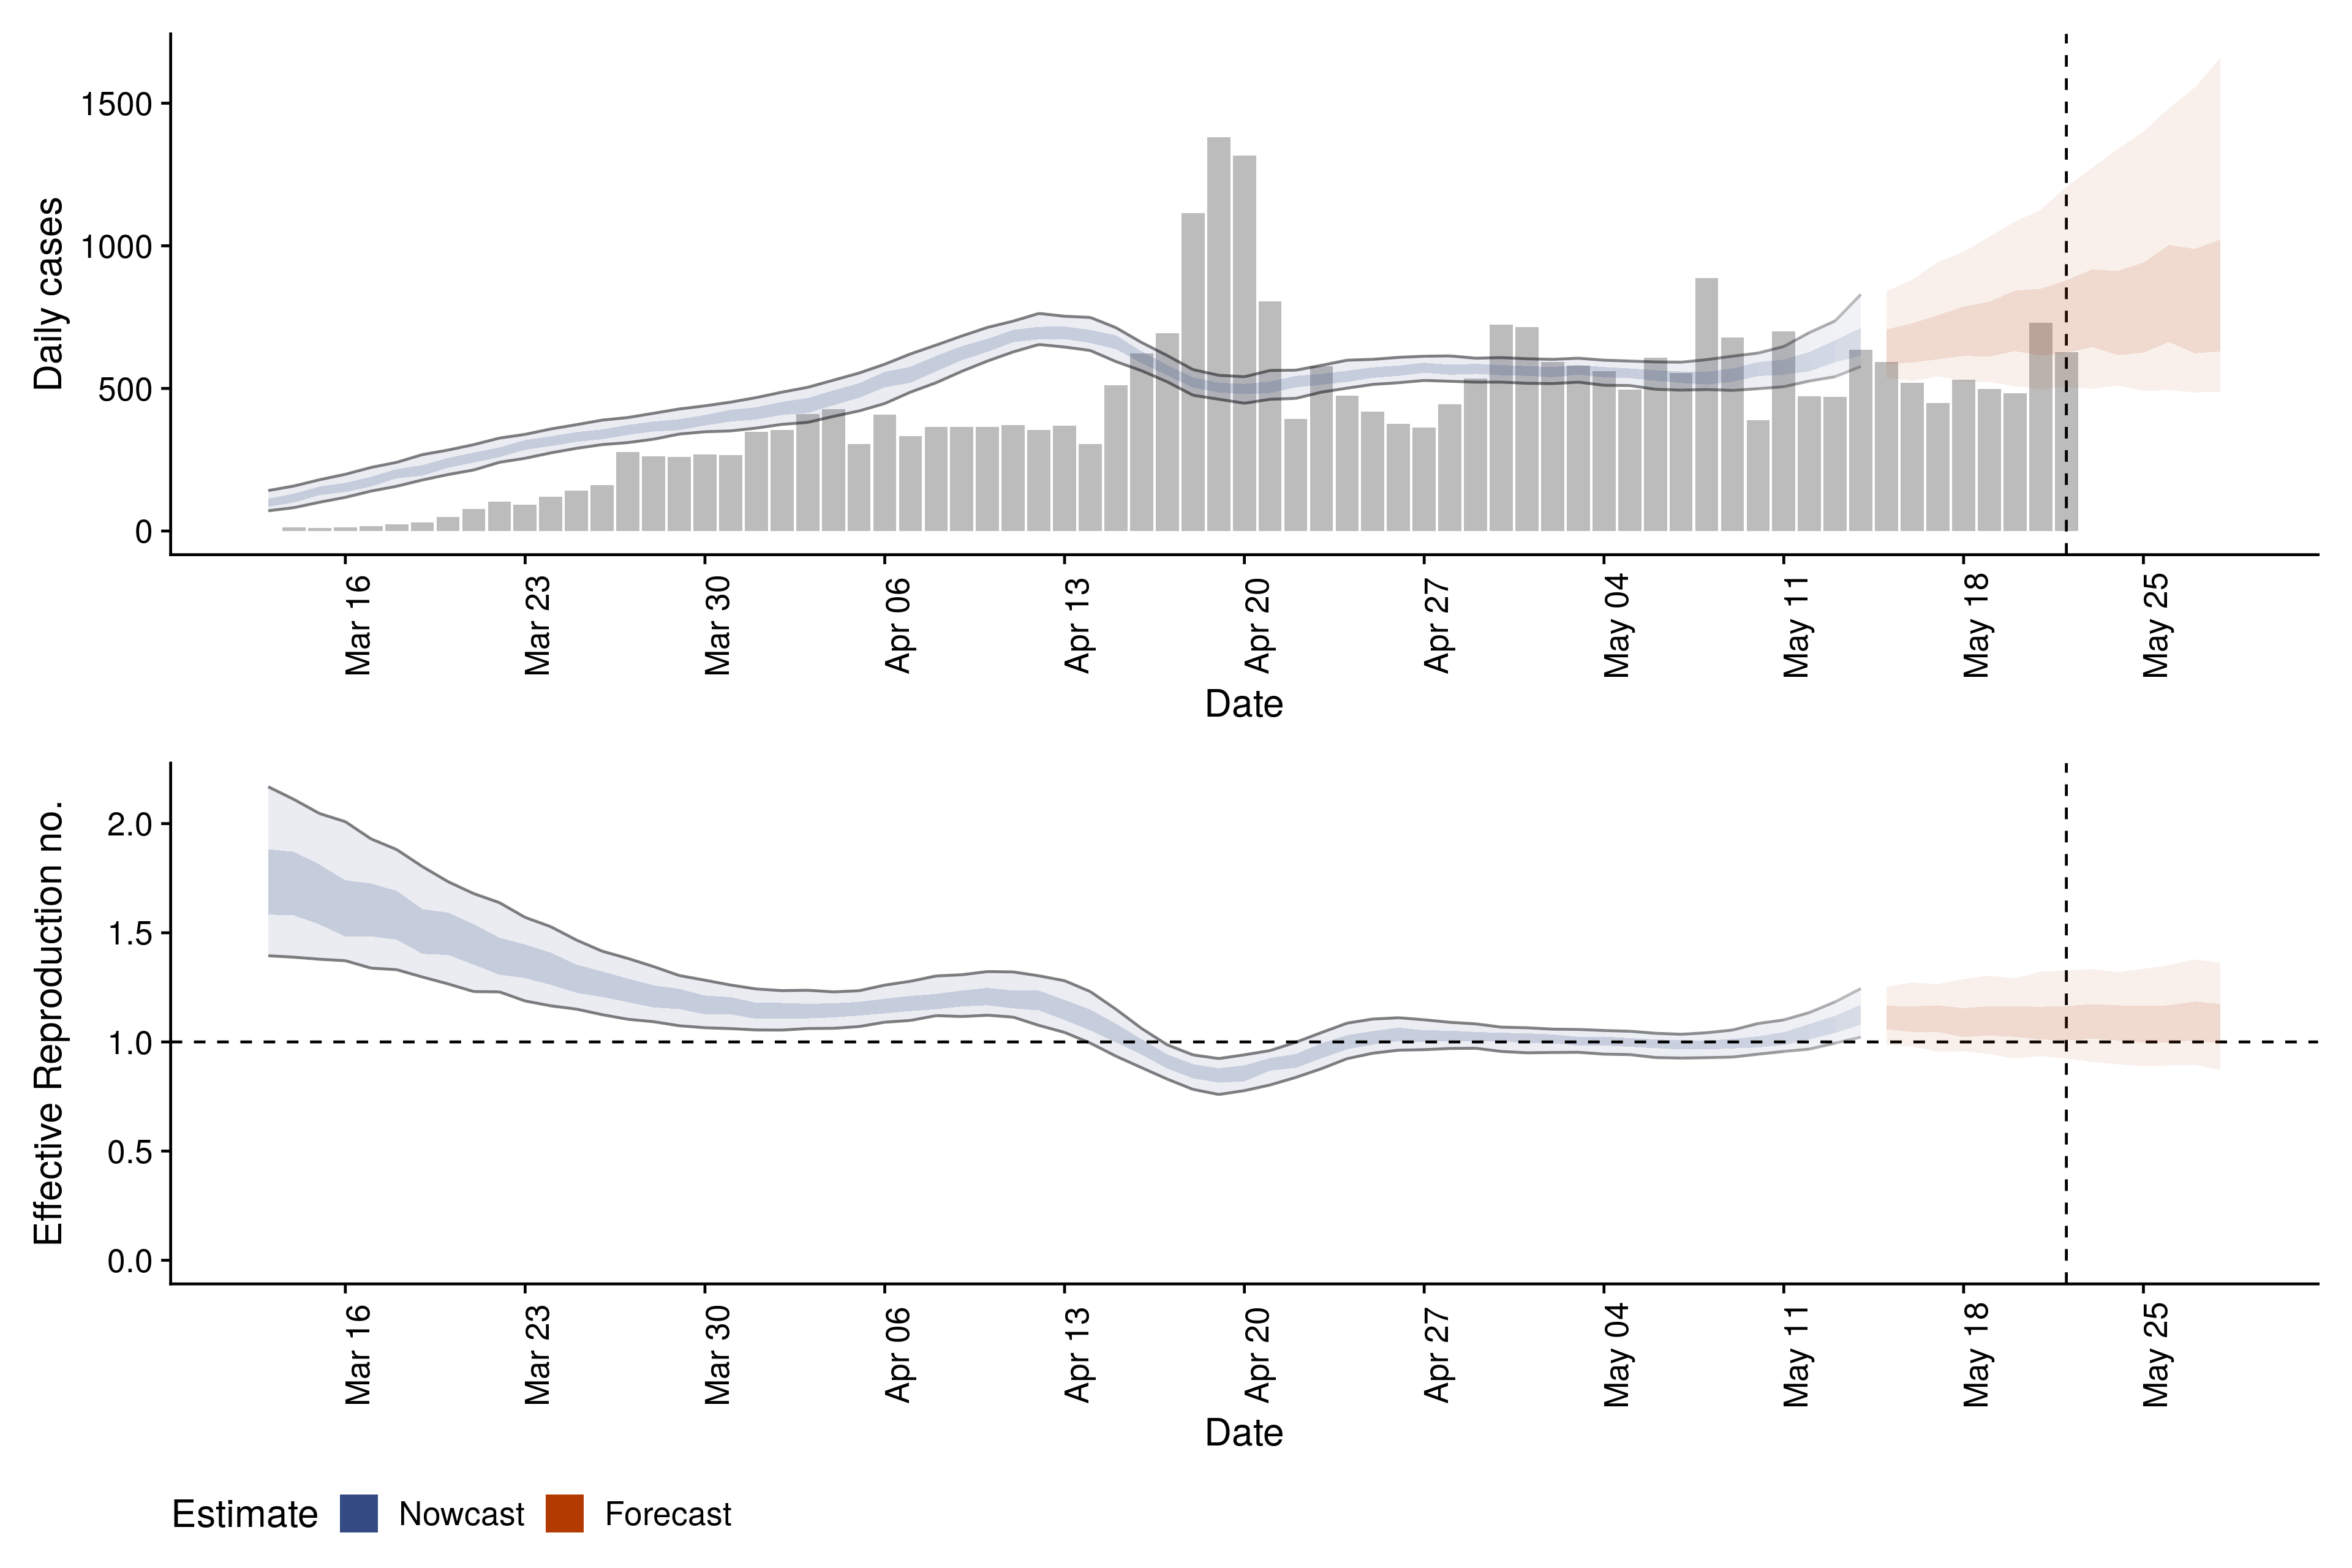 Daily cases
1500
1000
500
0
Mar 16
Mar 23
Mar 30
Apr 06
Apr 13
Apr 20
Apr 27
May 04
May 11
May 18
May 25
Date
Effective Reproduction no.
2.0
1.5
1.0
0.5
0.0
Mar 16
Mar 23
Mar 30
Apr 06
Apr 13
Apr 20
Apr 27
May 04
May 11
May 18
May 25
Date
Estimate Nowcast Forecast